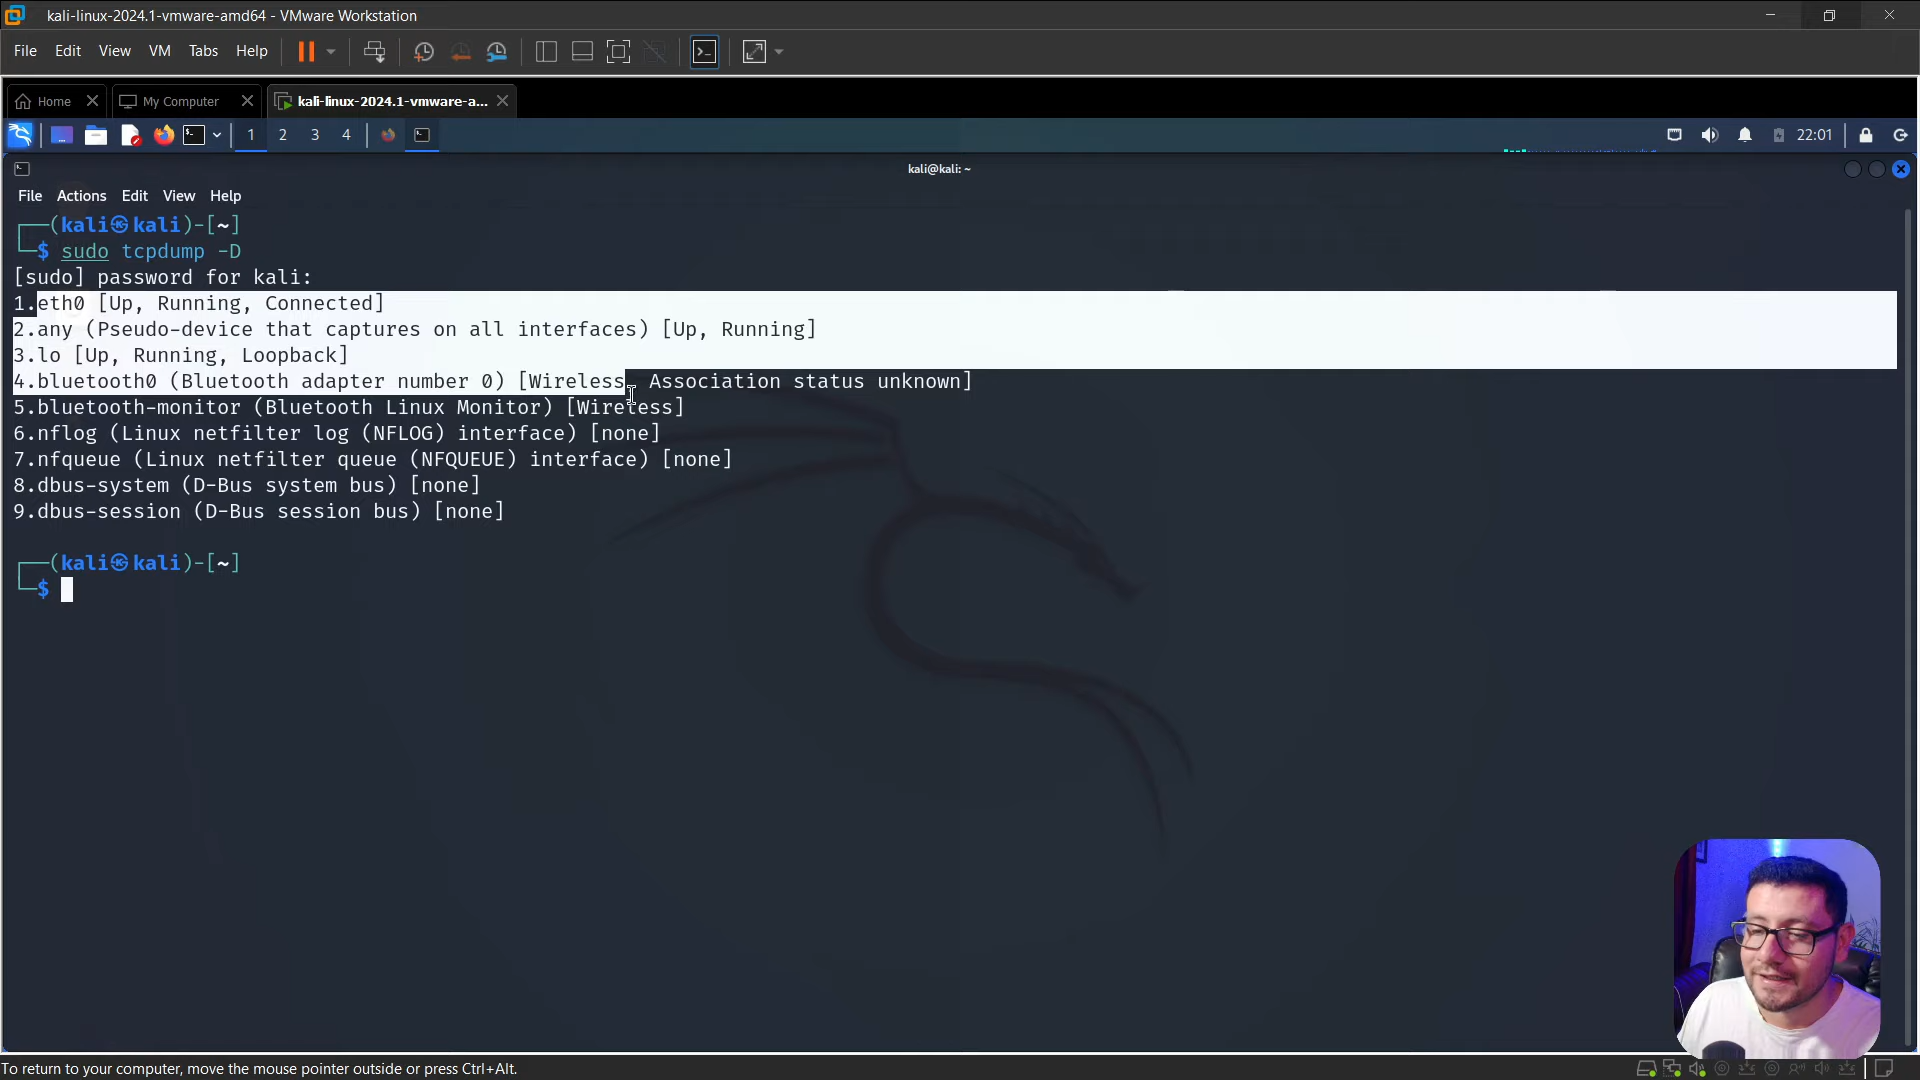 kali-linux-2024.1-vmware-amd64 - VMware Workstation
File Edit View VM Tabs Help
Home My Computer kali-linux-2024.1-vmware-a...
1 2 3 4 22:01
kali@kali: ~
File Actions Edit View Help
┌──(kali㉿kali)-[~]
└─$ sudo tcpdump -D
[sudo] password for kali:
1.eth0 [Up, Running, Connected]
2.any (Pseudo-device that captures on all interfaces) [Up, Running]
3.lo [Up, Running, Loopback]
4.bluetooth0 (Bluetooth adapter number 0) [Wireless, Association status unknown]
5.bluetooth-monitor (Bluetooth Linux Monitor) [Wireless]
6.nflog (Linux netfilter log (NFLOG) interface) [none]
7.nfqueue (Linux netfilter queue (NFQUEUE) interface) [none]
8.dbus-system (D-Bus system bus) [none]
9.dbus-session (D-Bus session bus) [none]
┌──(kali㉿kali)-[~]
└─$
To return to your computer, move the mouse pointer outside or press Ctrl+Alt.